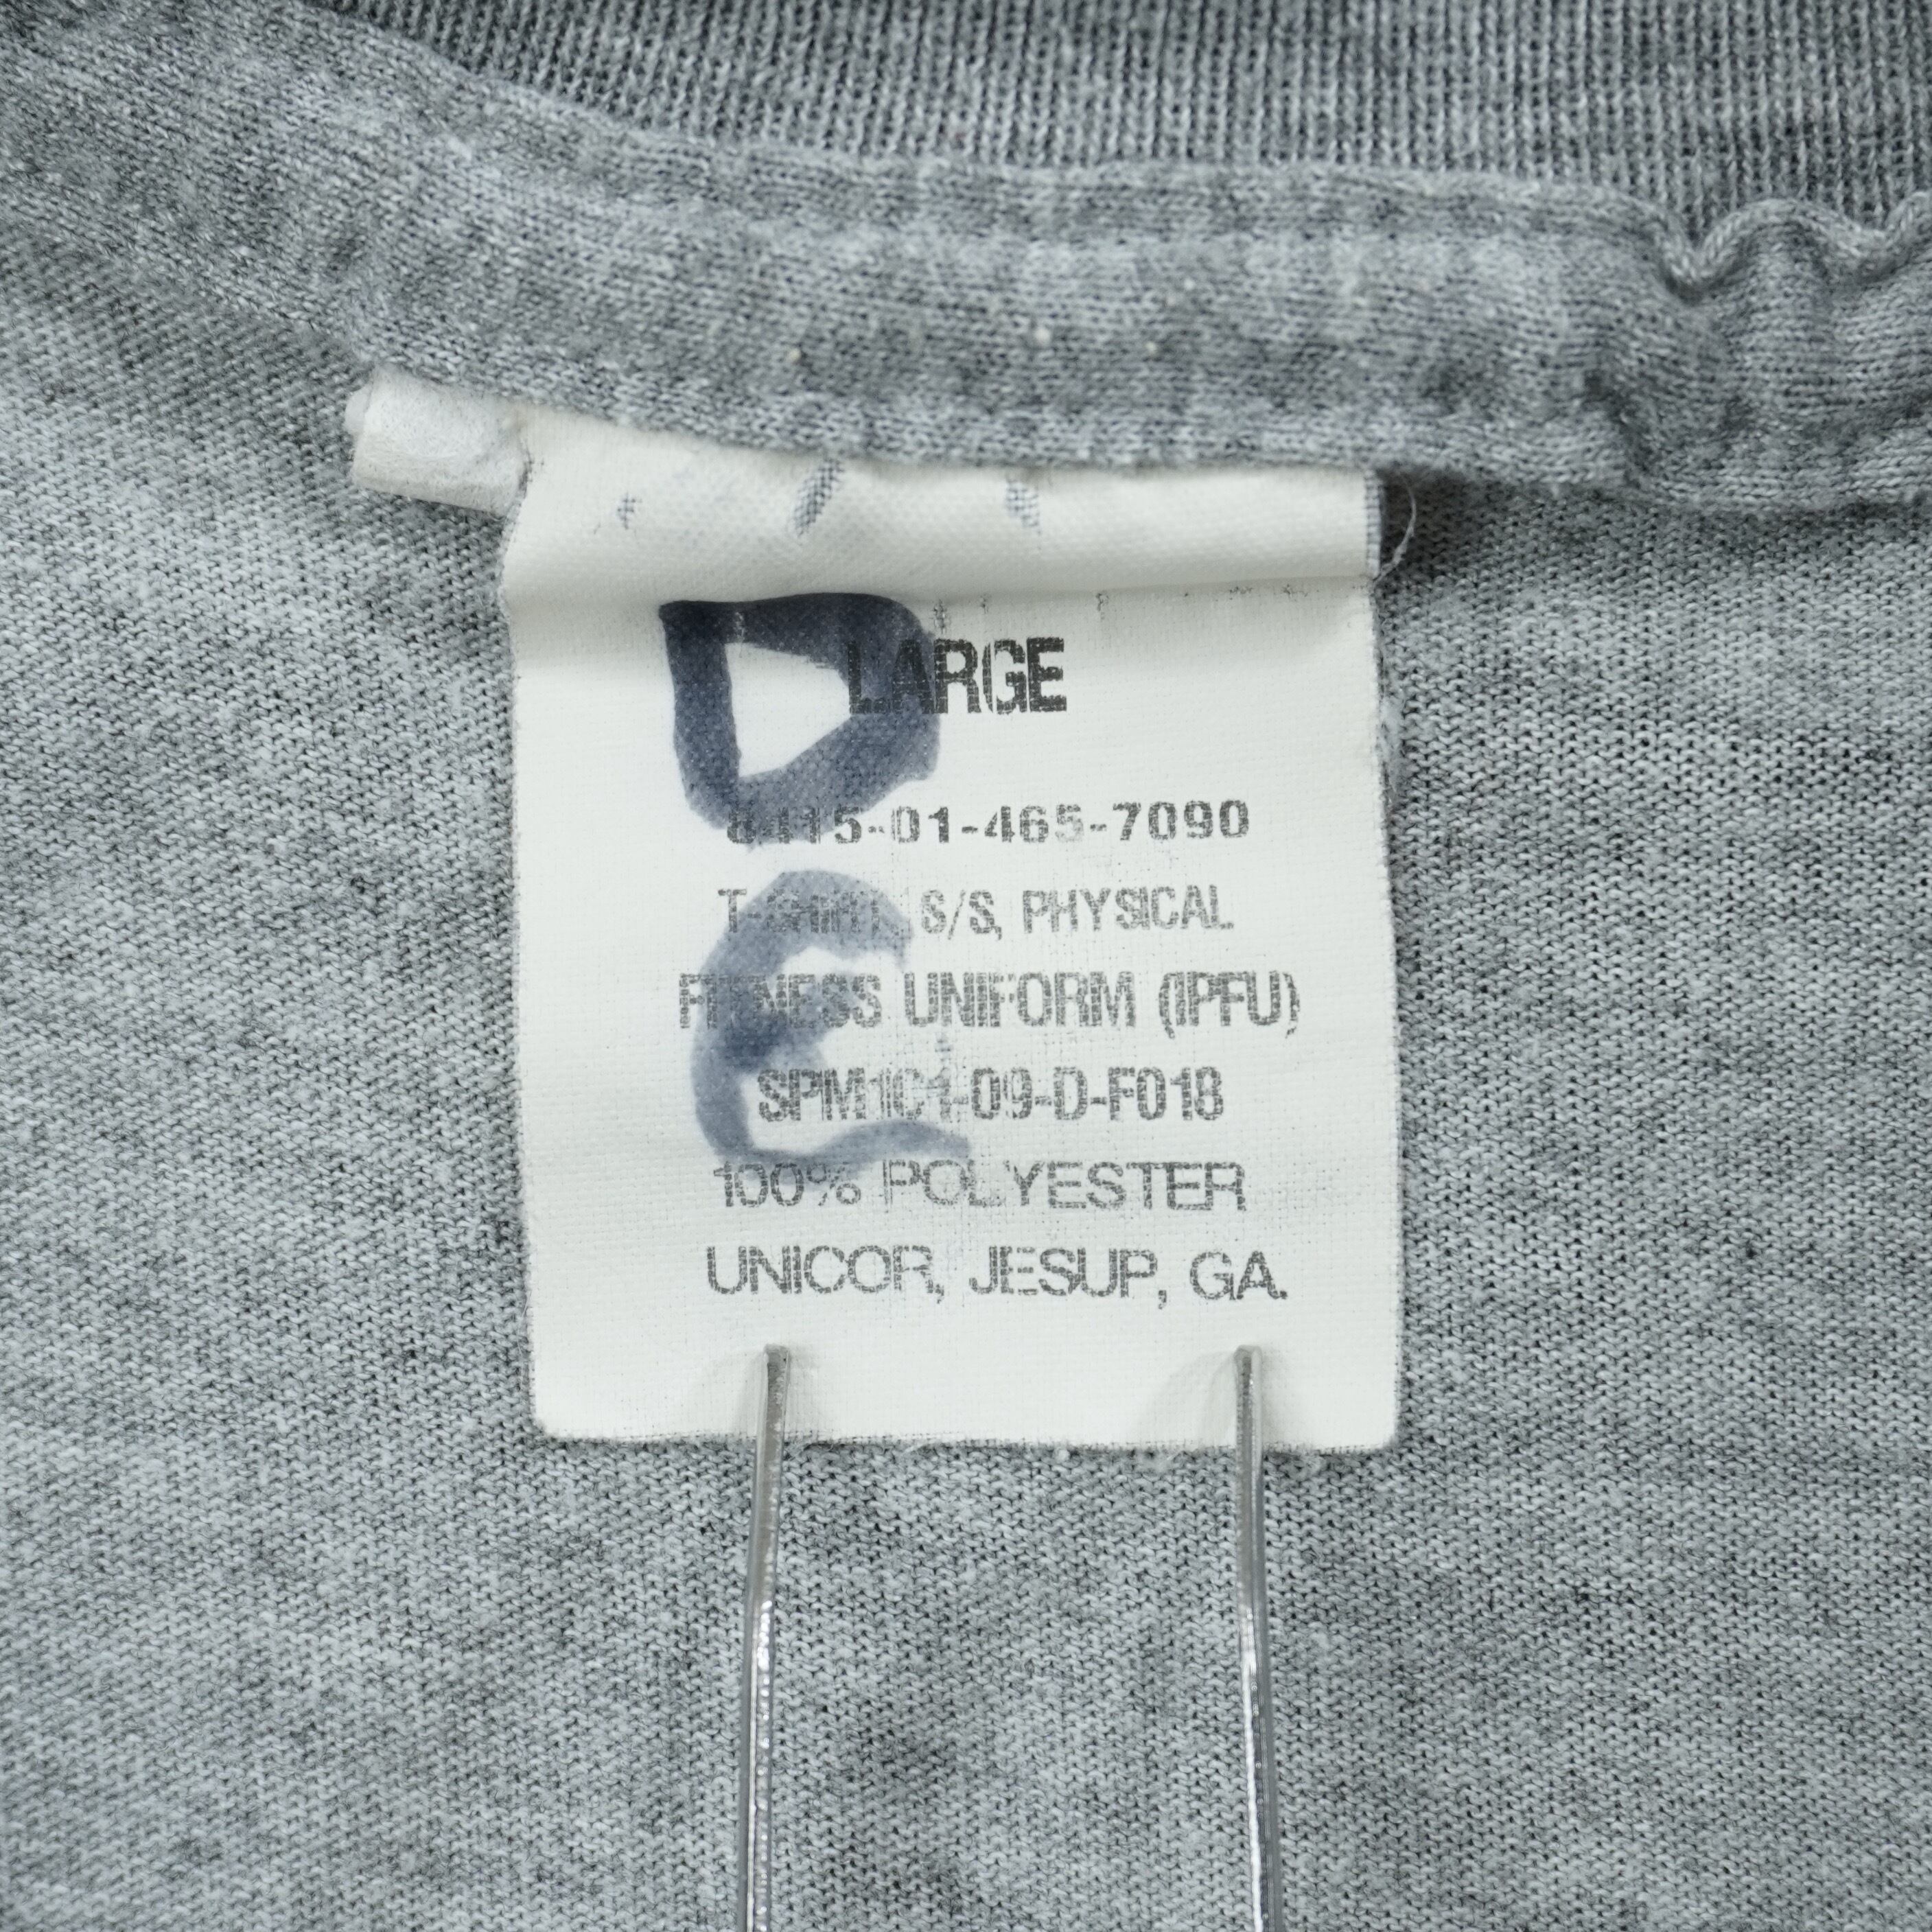 D
LARGE
8415-01-465-7090
T-SHIRT, S/S, PHYSICAL
E
FITNESS UNIFORM (IPFU)
SPM1C1-09-D-F018
100% POLYESTER
UNICOR, JESUP, GA.